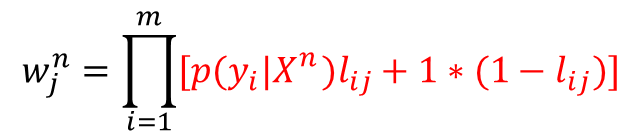 w_j^n = ∏_{i=1}^{m} [p(y_i|X^n)l_{ij} + 1 * (1 − l_{ij})]